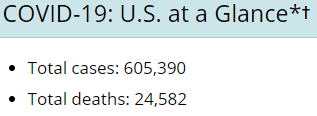 COVID-19: U.S. at a Glance*†
• Total cases: 605,390
• Total deaths: 24,582